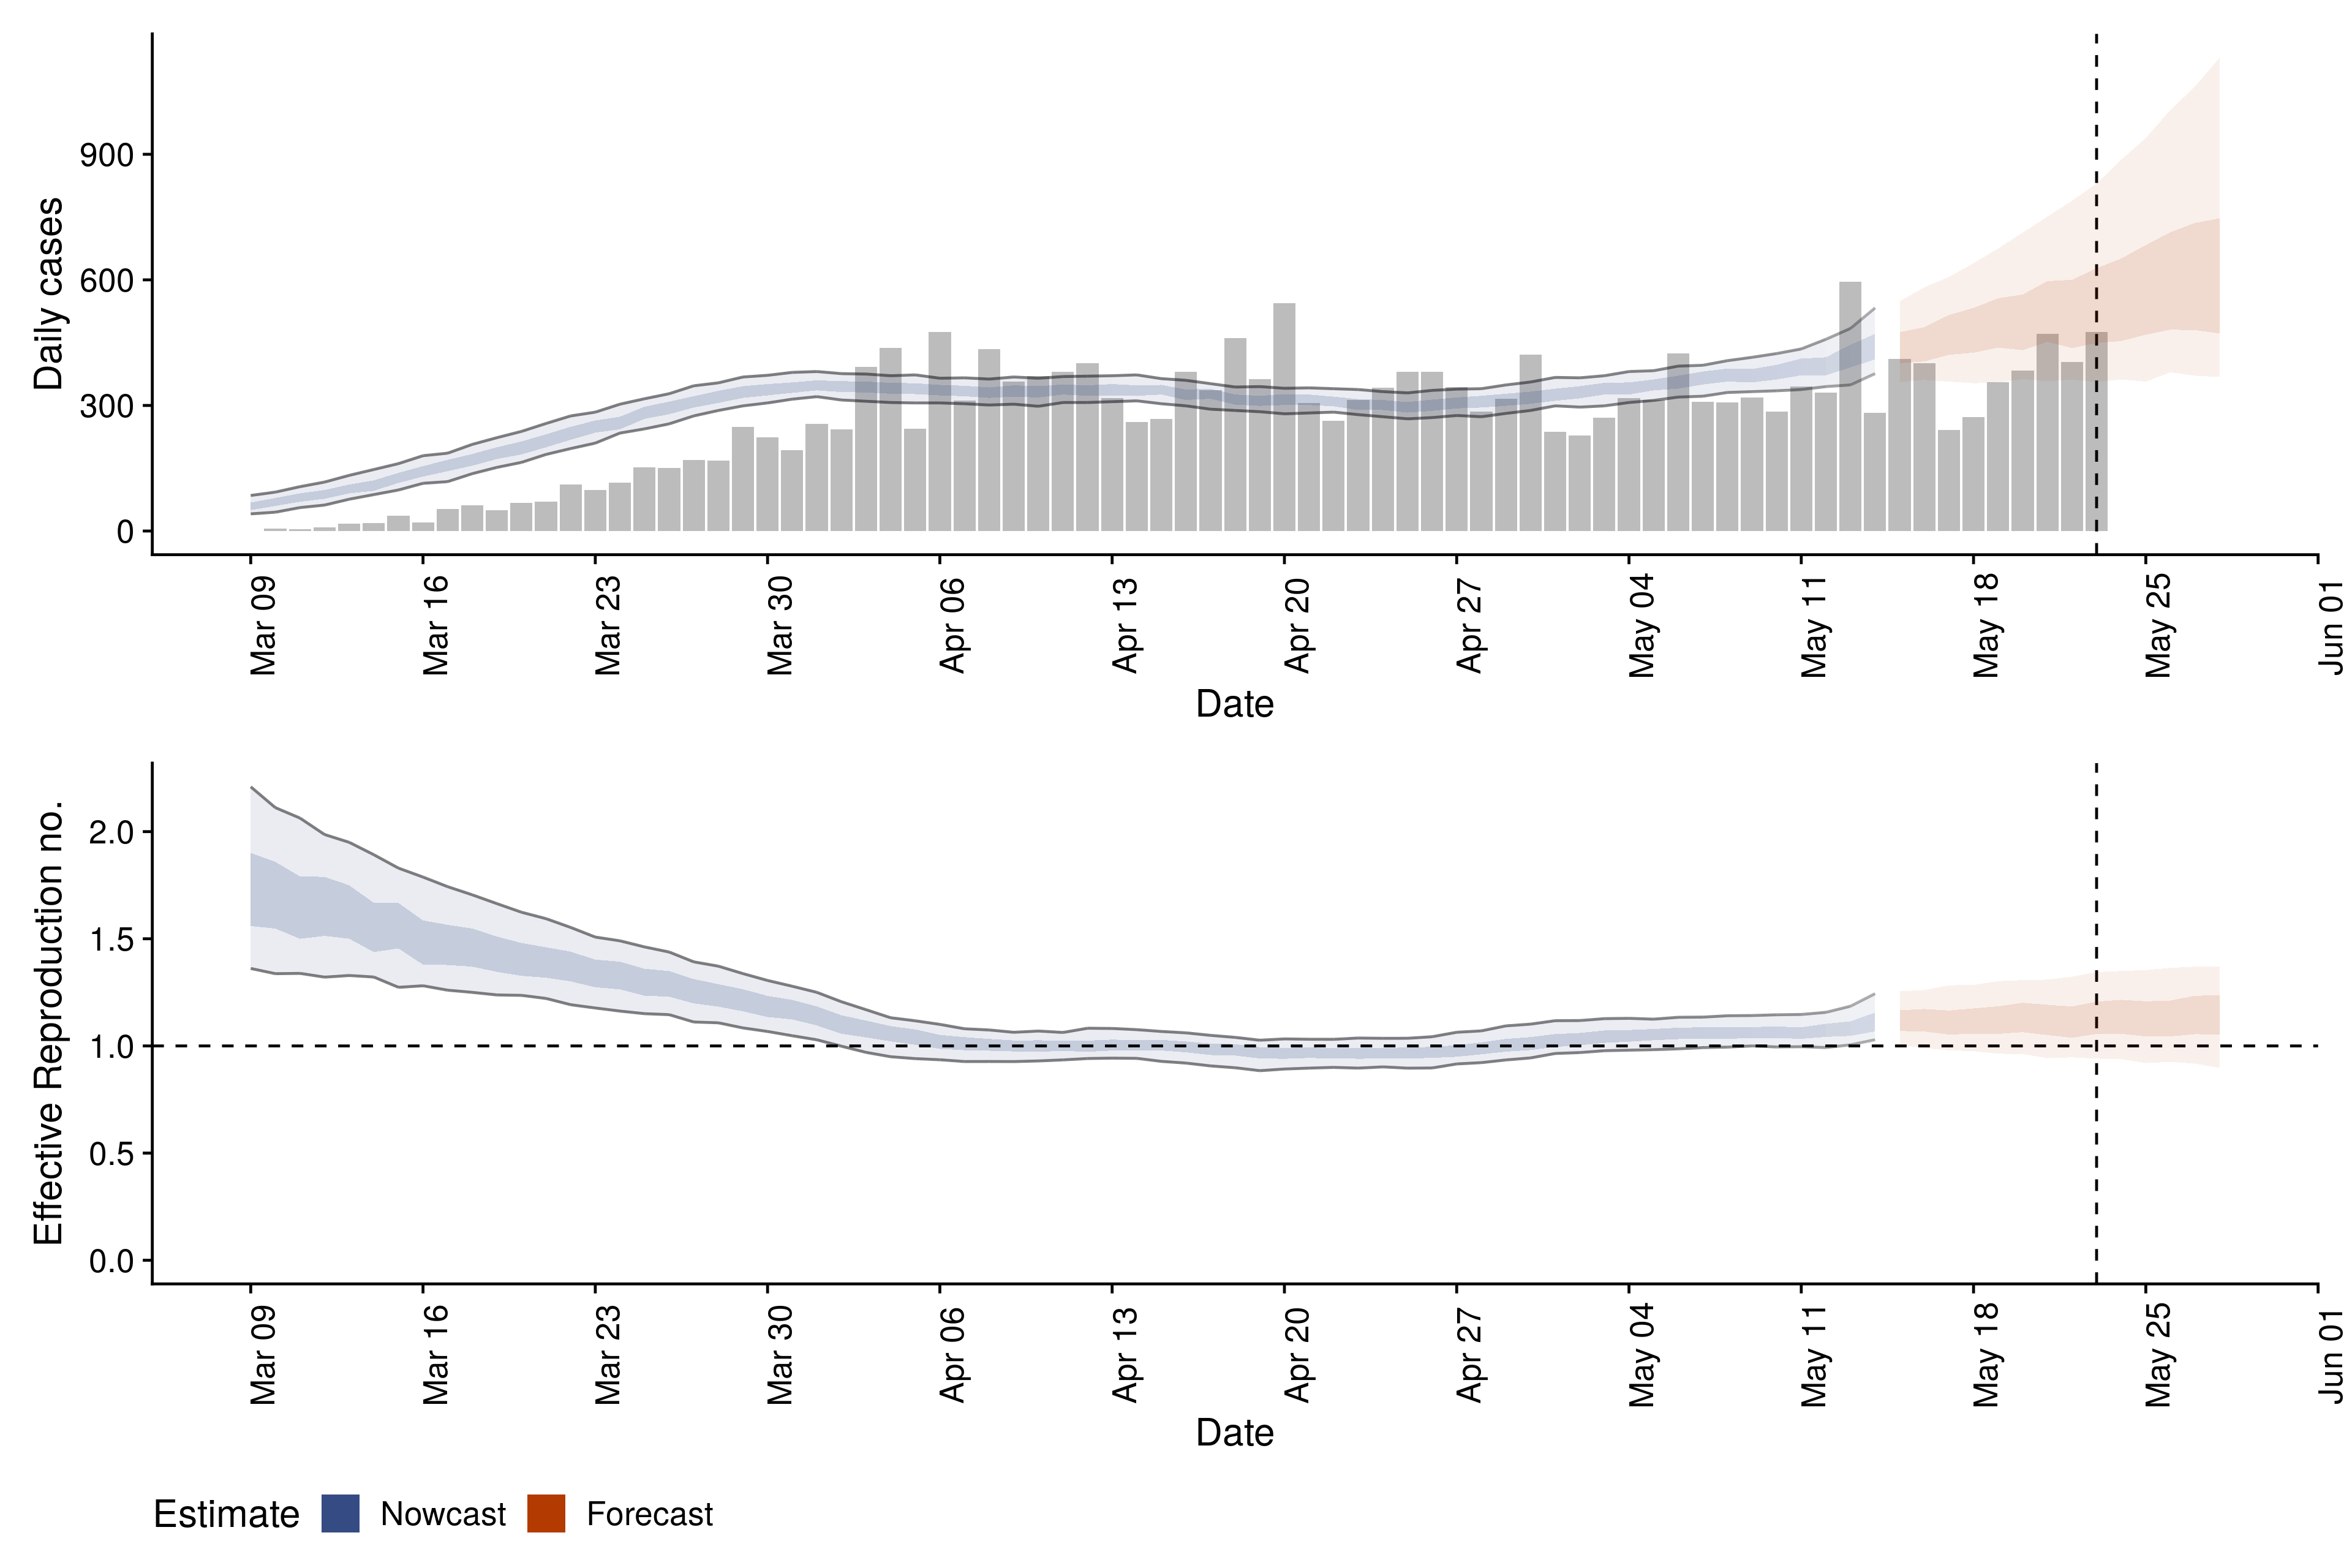 Daily cases
900
600
300
0
Mar 09
Mar 16
Mar 23
Mar 30
Apr 06
Apr 13
Apr 20
Apr 27
May 04
May 11
May 18
May 25
Jun 01
Date
Effective Reproduction no.
2.0
1.5
1.0
0.5
0.0
Mar 09
Mar 16
Mar 23
Mar 30
Apr 06
Apr 13
Apr 20
Apr 27
May 04
May 11
May 18
May 25
Jun 01
Date
Estimate Nowcast Forecast